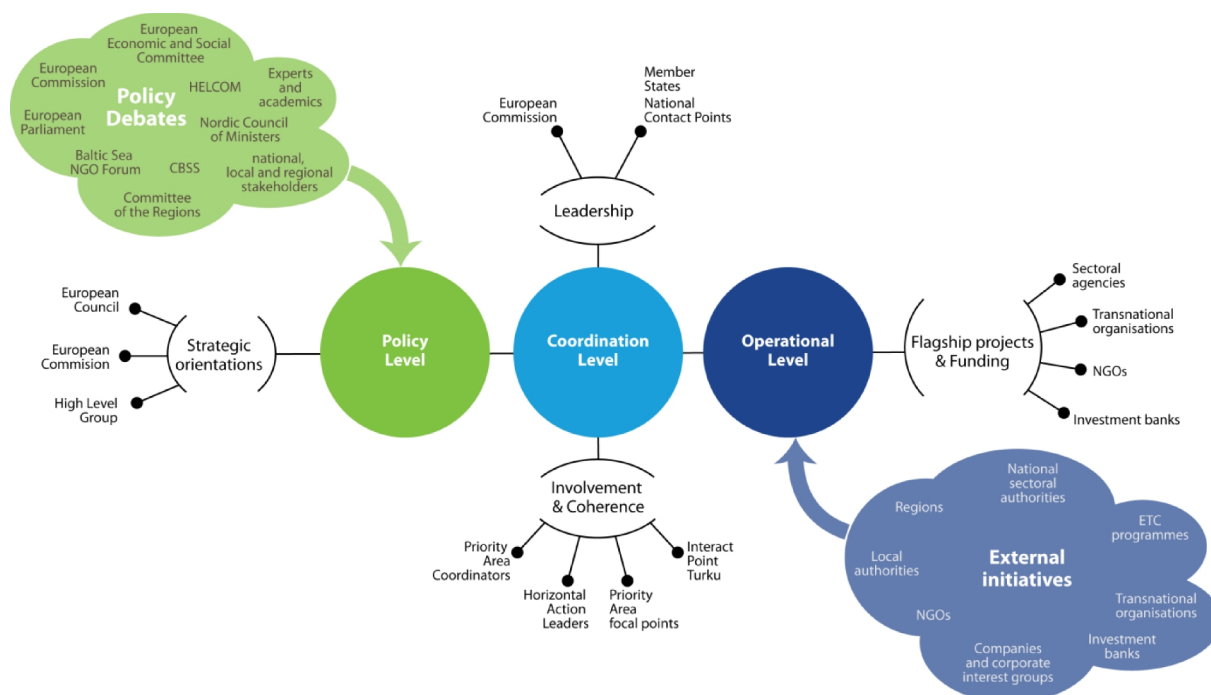 European
Economic and Social
Committee
European
Commission
HELCOM
Experts
and
academics
Policy
Debates
European
Parliament
Nordic Council
of Ministers
Baltic Sea
NGO Forum
CBSS
national,
local and regional
stakeholders
Committee
of the Regions
European
Commission
Member
States
National
Contact Points
Leadership
European
Council
European
Commision
High Level
Group
Strategic
orientations
Policy
Level
Coordination
Level
Operational
Level
Flagship projects
& Funding
Sectoral
agencies
Transnational
organisations
NGOs
Investment banks
Involvement
& Coherence
Priority
Area
Coordinators
Horizontal
Action
Leaders
Priority
Area
focal points
Interact
Point
Turku
National
sectoral
authorities
Regions
ETC
programmes
Local
authorities
External
initiatives
NGOs
Transnational
organisations
Investment
banks
Companies
and corporate
interest groups